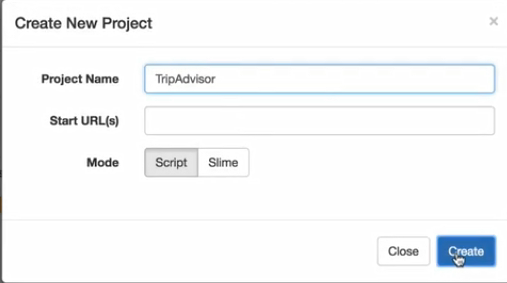 Create New Project ×
Project Name TripAdvisor
Start URL(s)
Mode Script Slime
Close Create